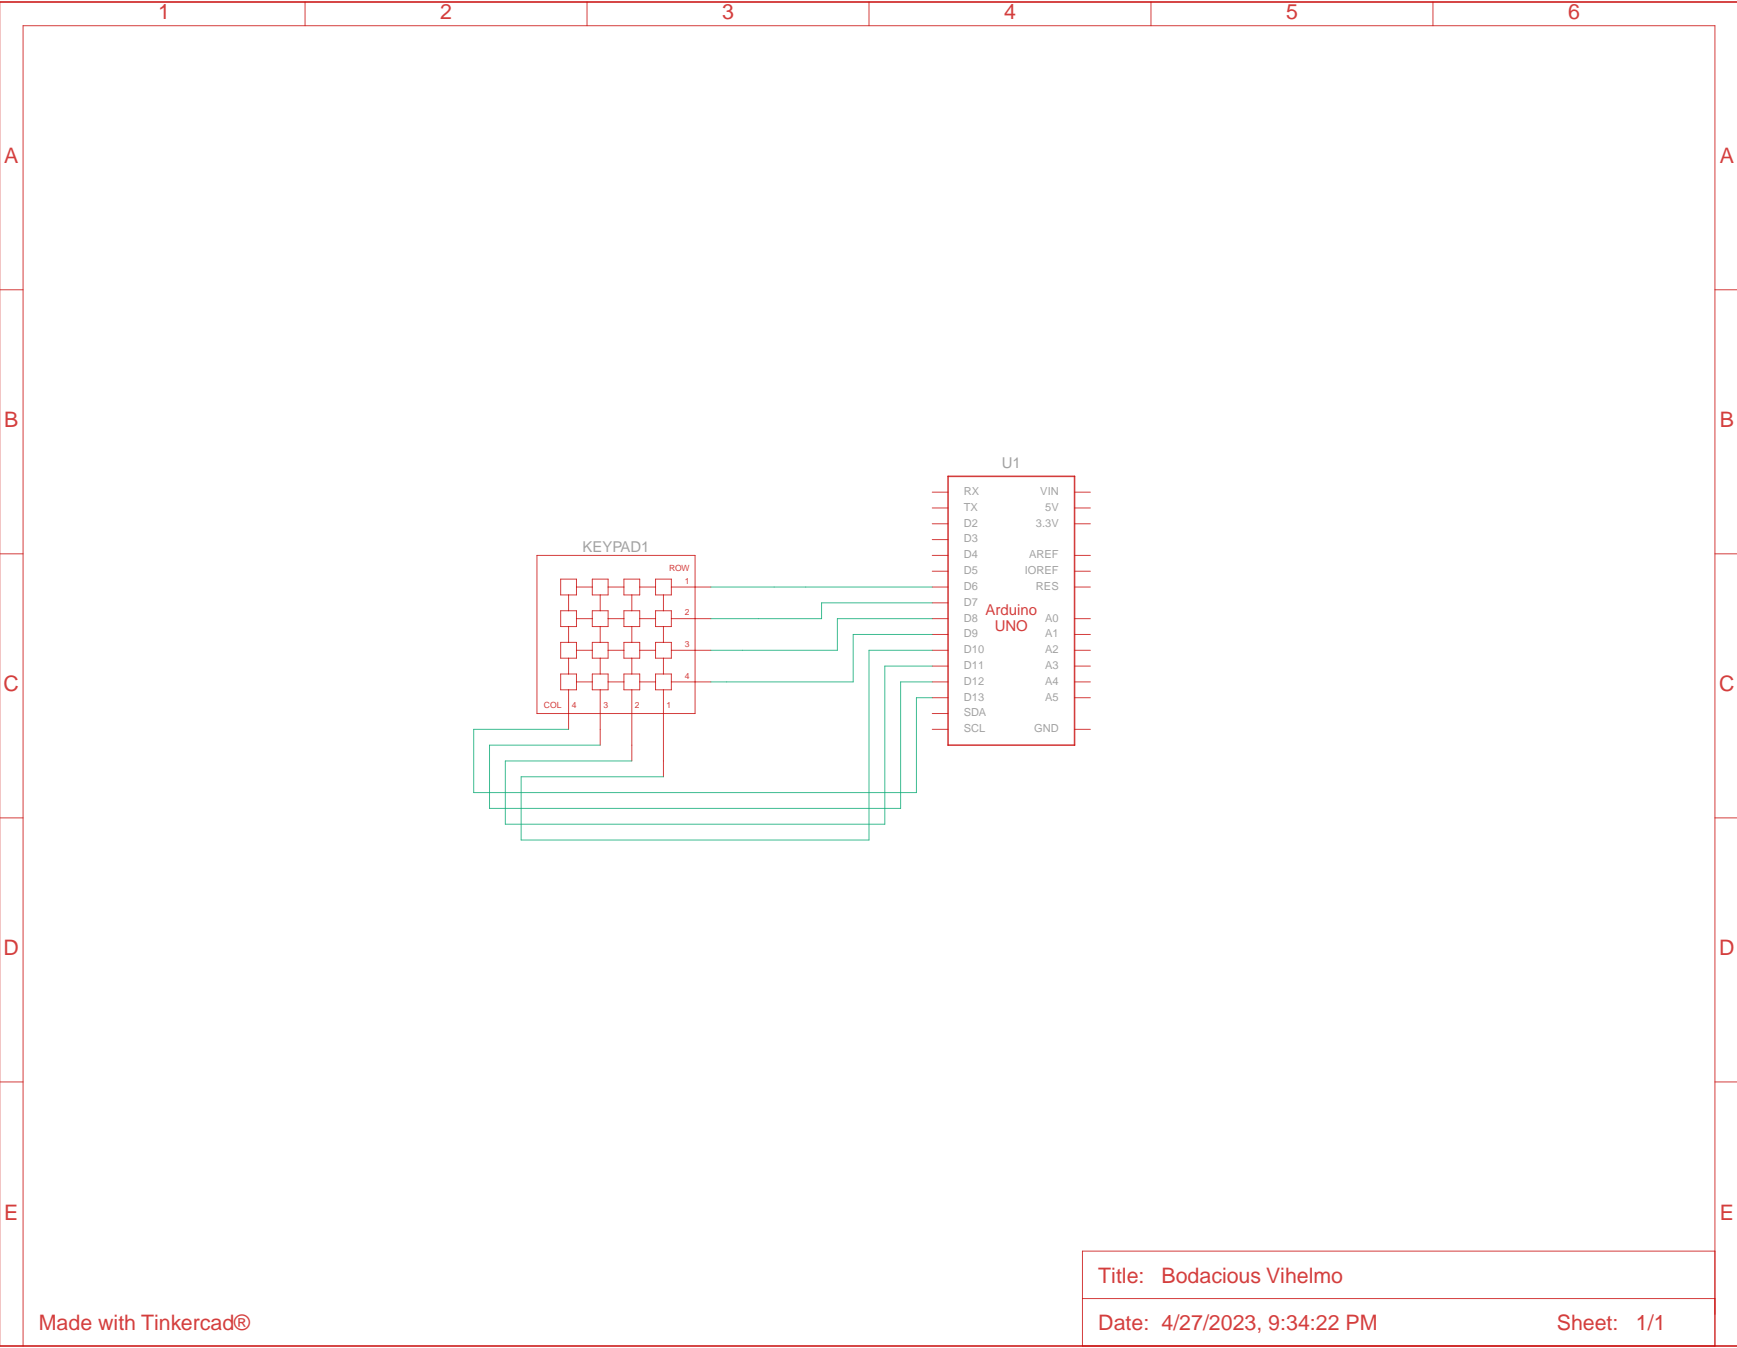 1 2 3 4 5 6
A A
B B
U1
RX VIN
TX 5V
D2 3.3V
D3
D4 AREF
D5 IOREF
D6 RES
D7
Arduino
UNO
D8 A0
D9 A1
D10 A2
D11 A3
D12 A4
D13 A5
SDA
SCL GND
KEYPAD1
ROW
1
2
3
4
COL 4 3 2 1
C C
D D
E E
Title: Bodacious Vihelmo
Made with Tinkercad®
Date: 4/27/2023, 9:34:22 PM Sheet: 1/1